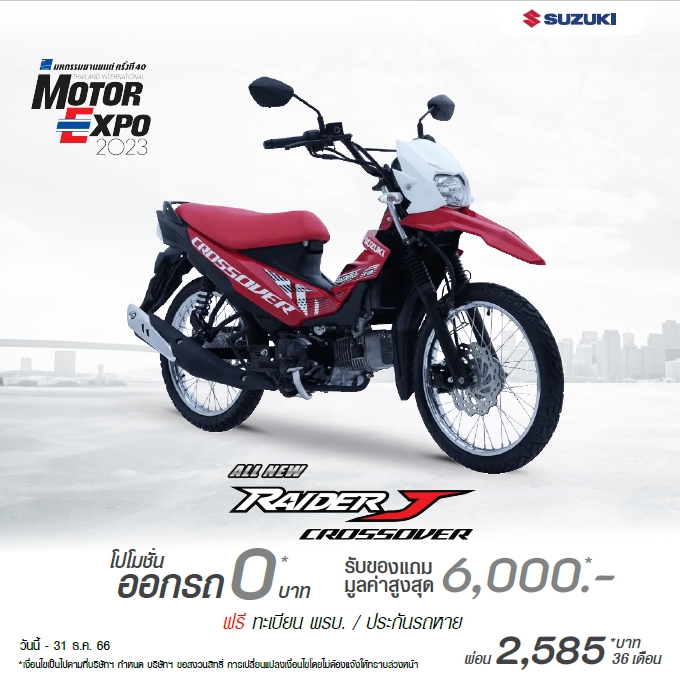 SUZUKI
มหกรรมยานยนต์ ครั้งที่ 40
THAILAND INTERNATIONAL
MOTOR
EXPO
2023
SUZUKI
RAIDER J
CROSSOVER
ALL NEW
RAIDER J
CROSSOVER
โปโมชั่น
ออกรถ 0* บาท
รับของแถม
มูลค่าสูงสุด 6,000*.-
ฟรี ทะเบียน พรบ. / ประกันรถหาย
วันนี้ - 31 ธ.ค. 66
*เงื่อนไขเป็นไปตามที่บริษัทฯ กำหนด บริษัทฯ ขอสงวนสิทธิ์ การเปลี่ยนแปลงเงื่อนไขโดยไม่ต้องแจ้งให้ทราบล่วงหน้า
ผ่อน 2,585 *บาท
36 เดือน